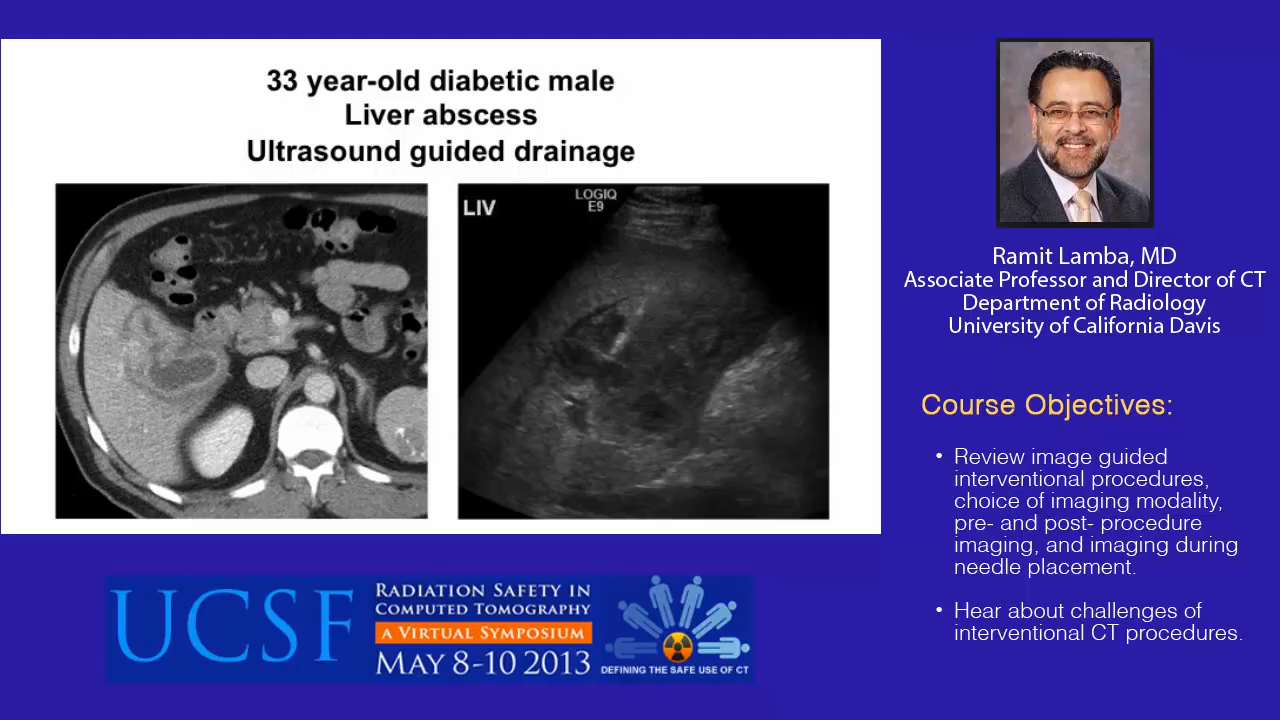 33 year-old diabetic male
Liver abscess
Ultrasound guided drainage
LIV
LOGIQ
E9
Ramit Lamba, MD
Associate Professor and Director of CT
Department of Radiology
University of California Davis
Course Objectives:
• Review image guided
interventional procedures,
choice of imaging modality,
pre- and post- procedure
imaging, and imaging during
needle placement.
• Hear about challenges of
interventional CT procedures.
UCSF
RADIATION SAFETY IN
COMPUTED TOMOGRAPHY
A VIRTUAL SYMPOSIUM
MAY 8-10 2013
DEFINING THE SAFE USE OF CT